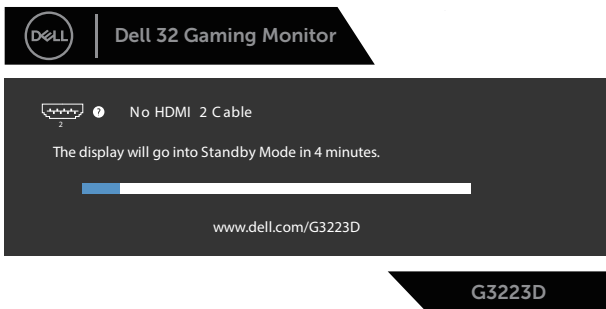 DELL
Dell 32 Gaming Monitor
? No HDMI 2 Cable
2
The display will go into Standby Mode in 4 minutes.
www.dell.com/G3223D
G3223D